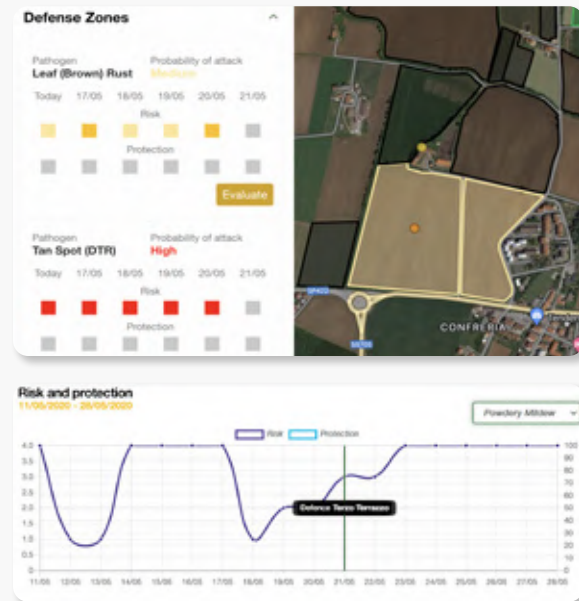 Defense Zones
Pathogen Probability of attack
Leaf (Brown) Rust Medium
Today 17/05 18/05 19/05 20/05 21/05
Risk
Protection
Evaluate
Pathogen Probability of attack
Tan Spot (DTR) High
Today 17/05 18/05 19/05 20/05 21/05
Risk
Protection
CONFRERIA
Risk and protection
11/05/2020 - 28/05/2020
Powdery Mildew
Risk Protection
4.0 100
3.5 90
3.0 80
2.5 70
2.0 60
1.5 50
1.0 40
0.5 30
0 20
10
0
Defence Terzo Terrazzo
11/05 12/05 13/05 14/05 15/05 16/05 17/05 18/05 19/05 20/05 21/05 22/05 23/05 24/05 25/05 26/05 27/05 28/05